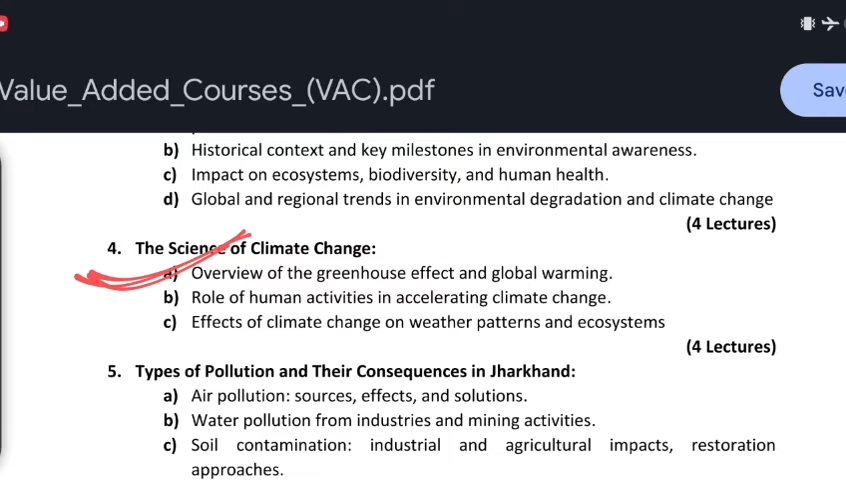 Value_Added_Courses_(VAC).pdf
b) Historical context and key milestones in environmental awareness.
c) Impact on ecosystems, biodiversity, and human health.
d) Global and regional trends in environmental degradation and climate change
(4 Lectures)
4. The Science of Climate Change:
a) Overview of the greenhouse effect and global warming.
b) Role of human activities in accelerating climate change.
c) Effects of climate change on weather patterns and ecosystems
(4 Lectures)
5. Types of Pollution and Their Consequences in Jharkhand:
a) Air pollution: sources, effects, and solutions.
b) Water pollution from industries and mining activities.
c) Soil contamination: industrial and agricultural impacts, restoration
approaches.